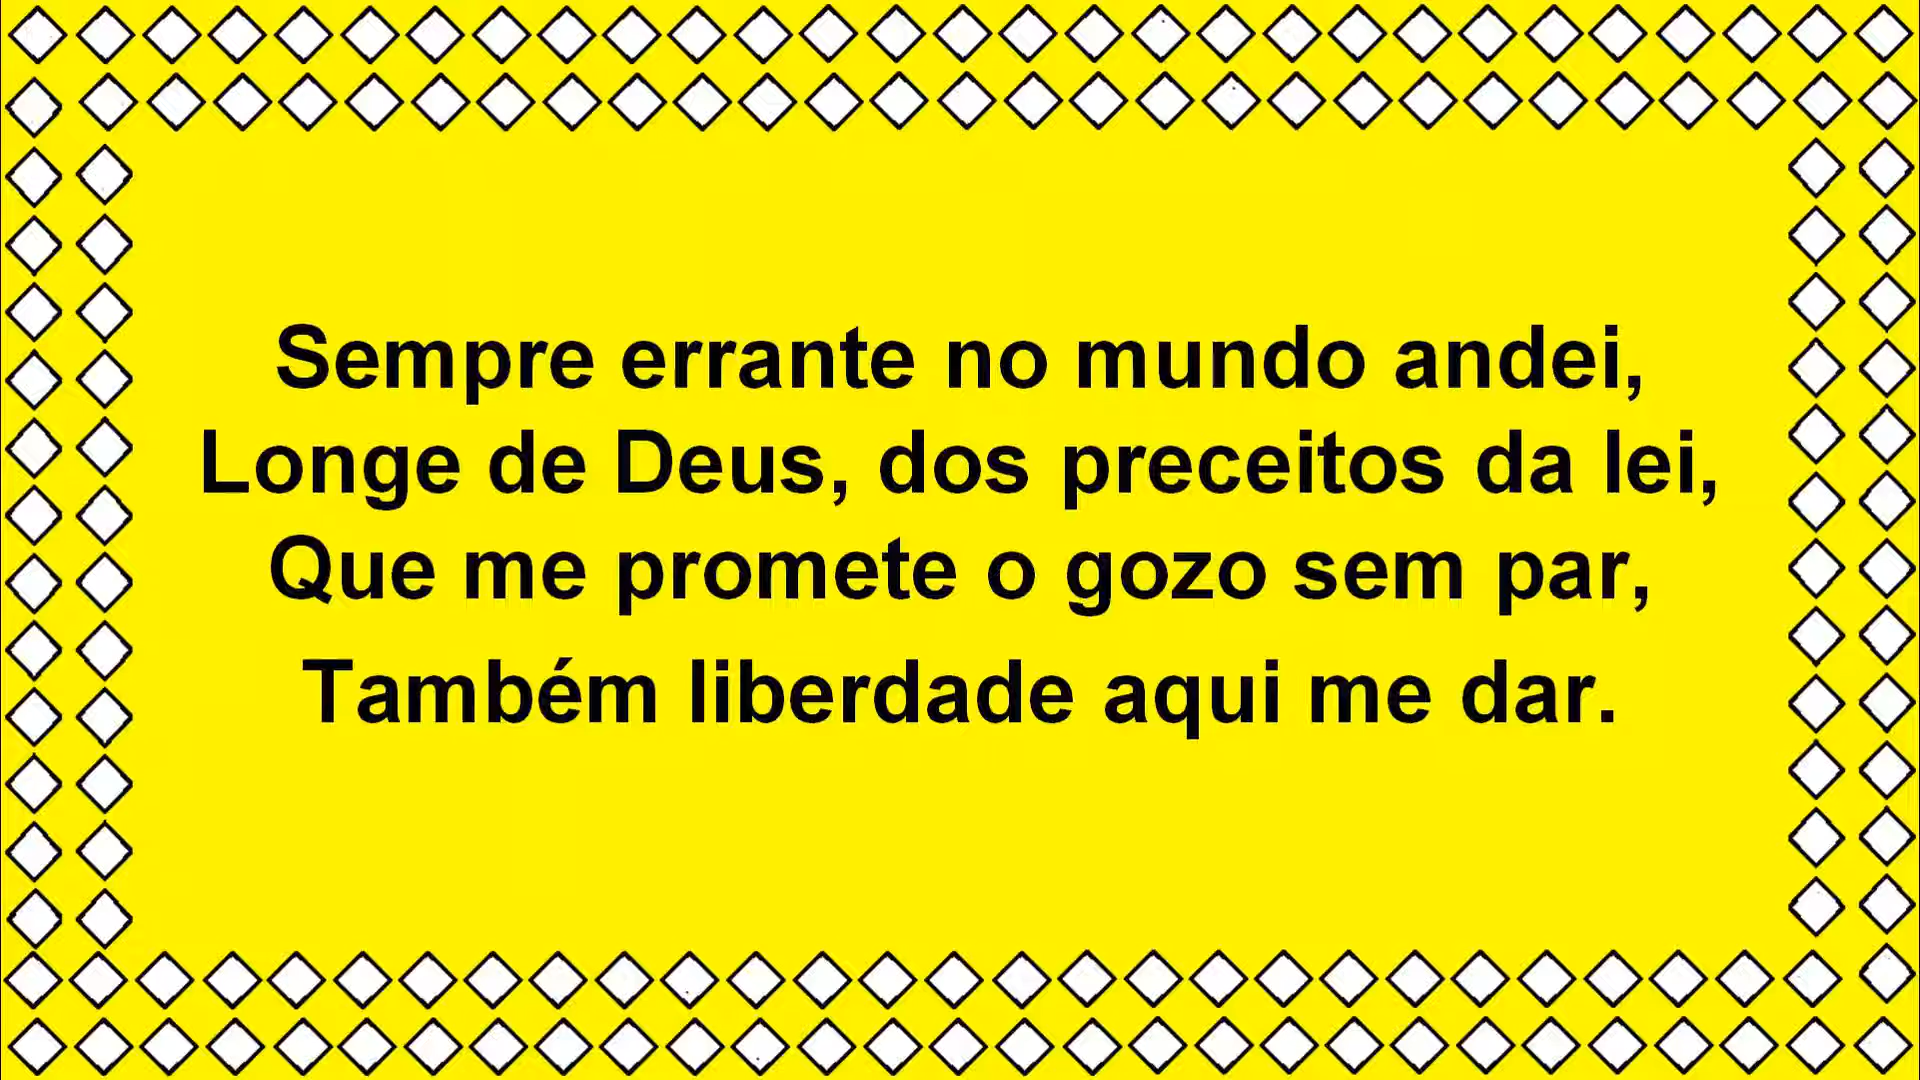 Sempre errante no mundo andei,
Longe de Deus, dos preceitos da lei,
Que me promete o gozo sem par,
Também liberdade aqui me dar.